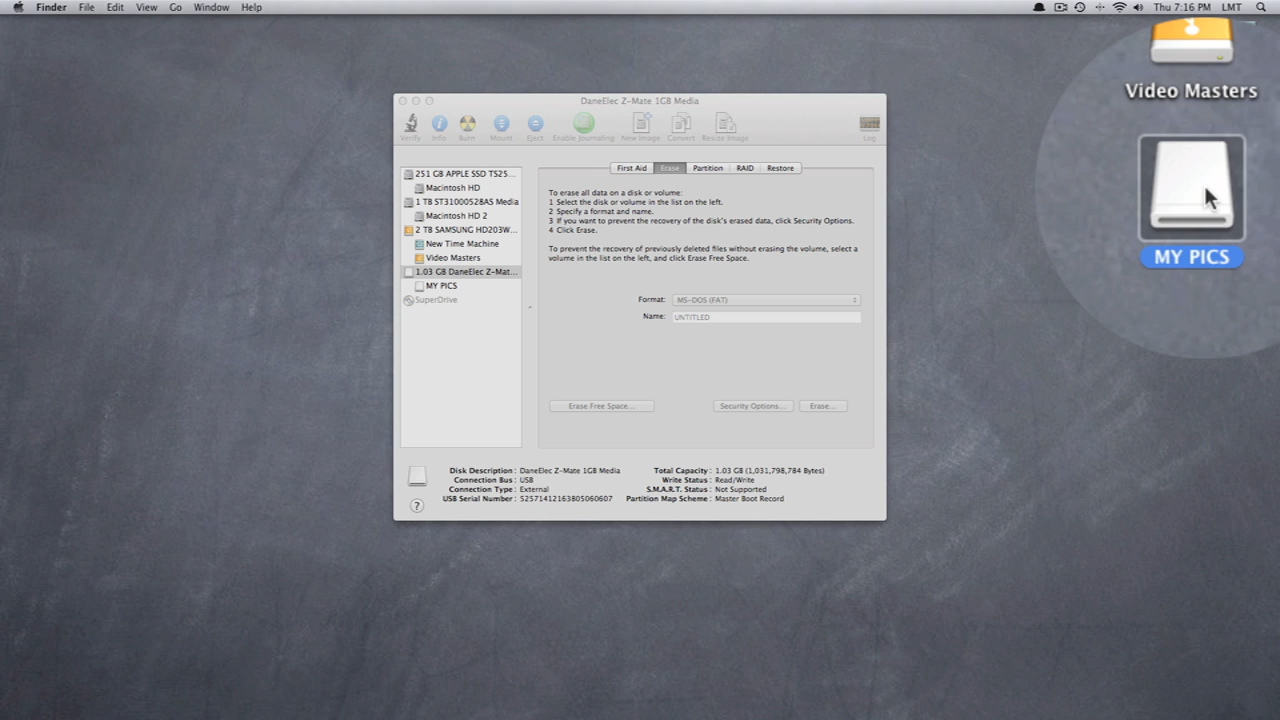 Finder File Edit View Go Window Help
Thu 7:16 PM LMT
Video Masters
MY PICS
DaneElec Z-Mate 1GB Media
Verify Info Burn Mount Eject Enable Journaling New Image Convert Resize Image Log
First Aid Erase Partition RAID Restore
251 GB APPLE SSD TS25...
Macintosh HD
1 TB ST31000528AS Media
Macintosh HD 2
2 TB SAMSUNG HD203W...
New Time Machine
Video Masters
1.03 GB DaneElec Z-Mat...
MY PICS
SuperDrive
To erase all data on a disk or volume:
1 Select the disk or volume in the list on the left.
2 Specify a format and name.
3 If you want to prevent the recovery of the disk's erased data, click Security Options.
4 Click Erase.
To prevent the recovery of previously deleted files without erasing the volume, select a
volume in the list on the left, and click Erase Free Space.
Format: MS-DOS (FAT)
Name: UNTITLED
Erase Free Space... Security Options... Erase...
Disk Description : DaneElec Z-Mate 1GB Media
Connection Bus : USB
Connection Type : External
USB Serial Number : 52571412163805060607
Total Capacity : 1.03 GB (1,031,798,784 Bytes)
Write Status : Read/Write
S.M.A.R.T. Status : Not Supported
Partition Map Scheme : Master Boot Record
?